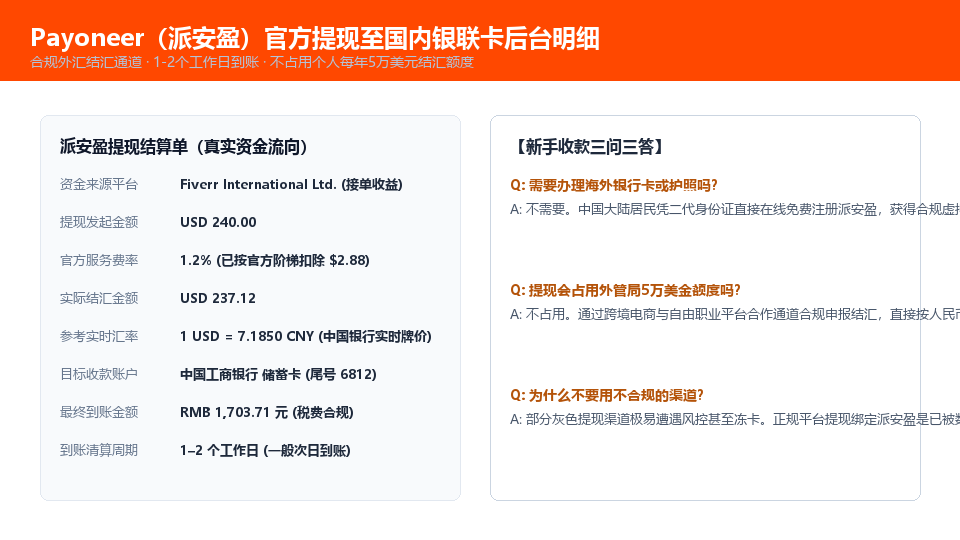 Payoneer（派安盈）官方提现至国内银联卡后台明细
合规外汇结汇通道 · 1-2个工作日到账 · 不占用个人每年5万美元结汇额度
派安盈提现结算单（真实资金流向）
资金来源平台 Fiverr International Ltd. (接单收益)
提现发起金额 USD 240.00
官方服务费率 1.2% (已按官方阶梯扣除 $2.88)
实际结汇金额 USD 237.12
参考实时汇率 1 USD = 7.1850 CNY (中国银行实时牌价)
目标收款账户 中国工商银行 储蓄卡 (尾号 6812)
最终到账金额 RMB 1,703.71 元 (税费合规)
到账清算周期 1–2 个工作日 (一般次日到账)
【新手收款三问三答】
Q: 需要办理海外银行卡或护照吗?
A: 不需要。中国大陆居民凭二代身份证直接在线免费注册派安盈，获得合规虚
Q: 提现会占用外管局5万美金额度吗?
A: 不占用。通过跨境电商与自由职业平台合作通道合规申报结汇，直接按人民
Q: 为什么不要用不合规的渠道?
A: 部分灰色提现渠道极易遭遇风控甚至冻卡。正规平台提现绑定派安盈是已被